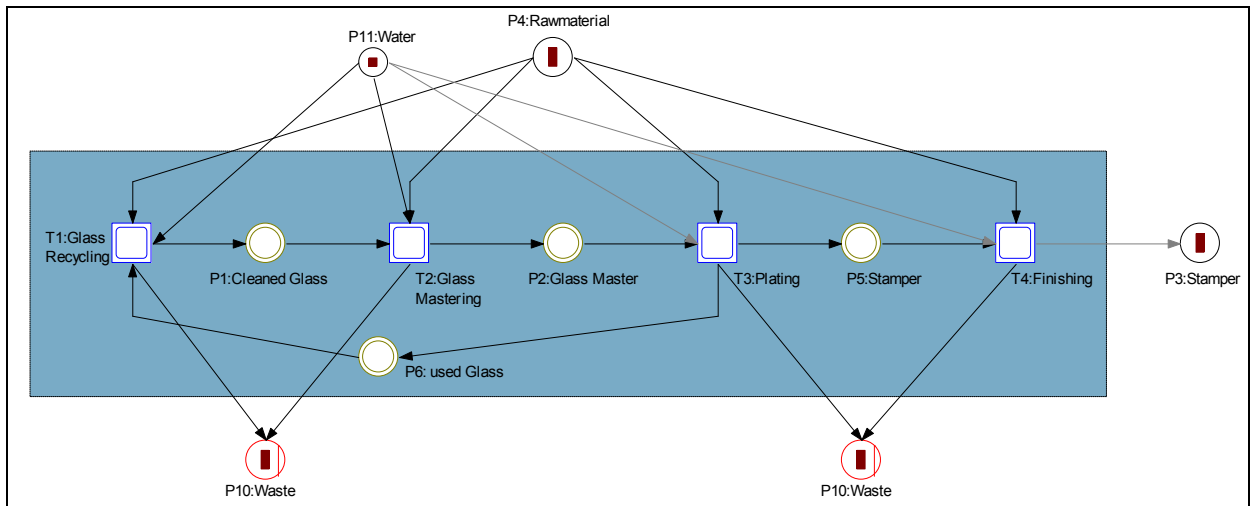 P4:Rawmaterial
P11:Water
T1:Glass
Recycling
P1:Cleaned Glass
T2:Glass
Mastering
P2:Glass Master
T3:Plating
P5:Stamper
T4:Finishing
P3:Stamper
P6: used Glass
P10:Waste
P10:Waste